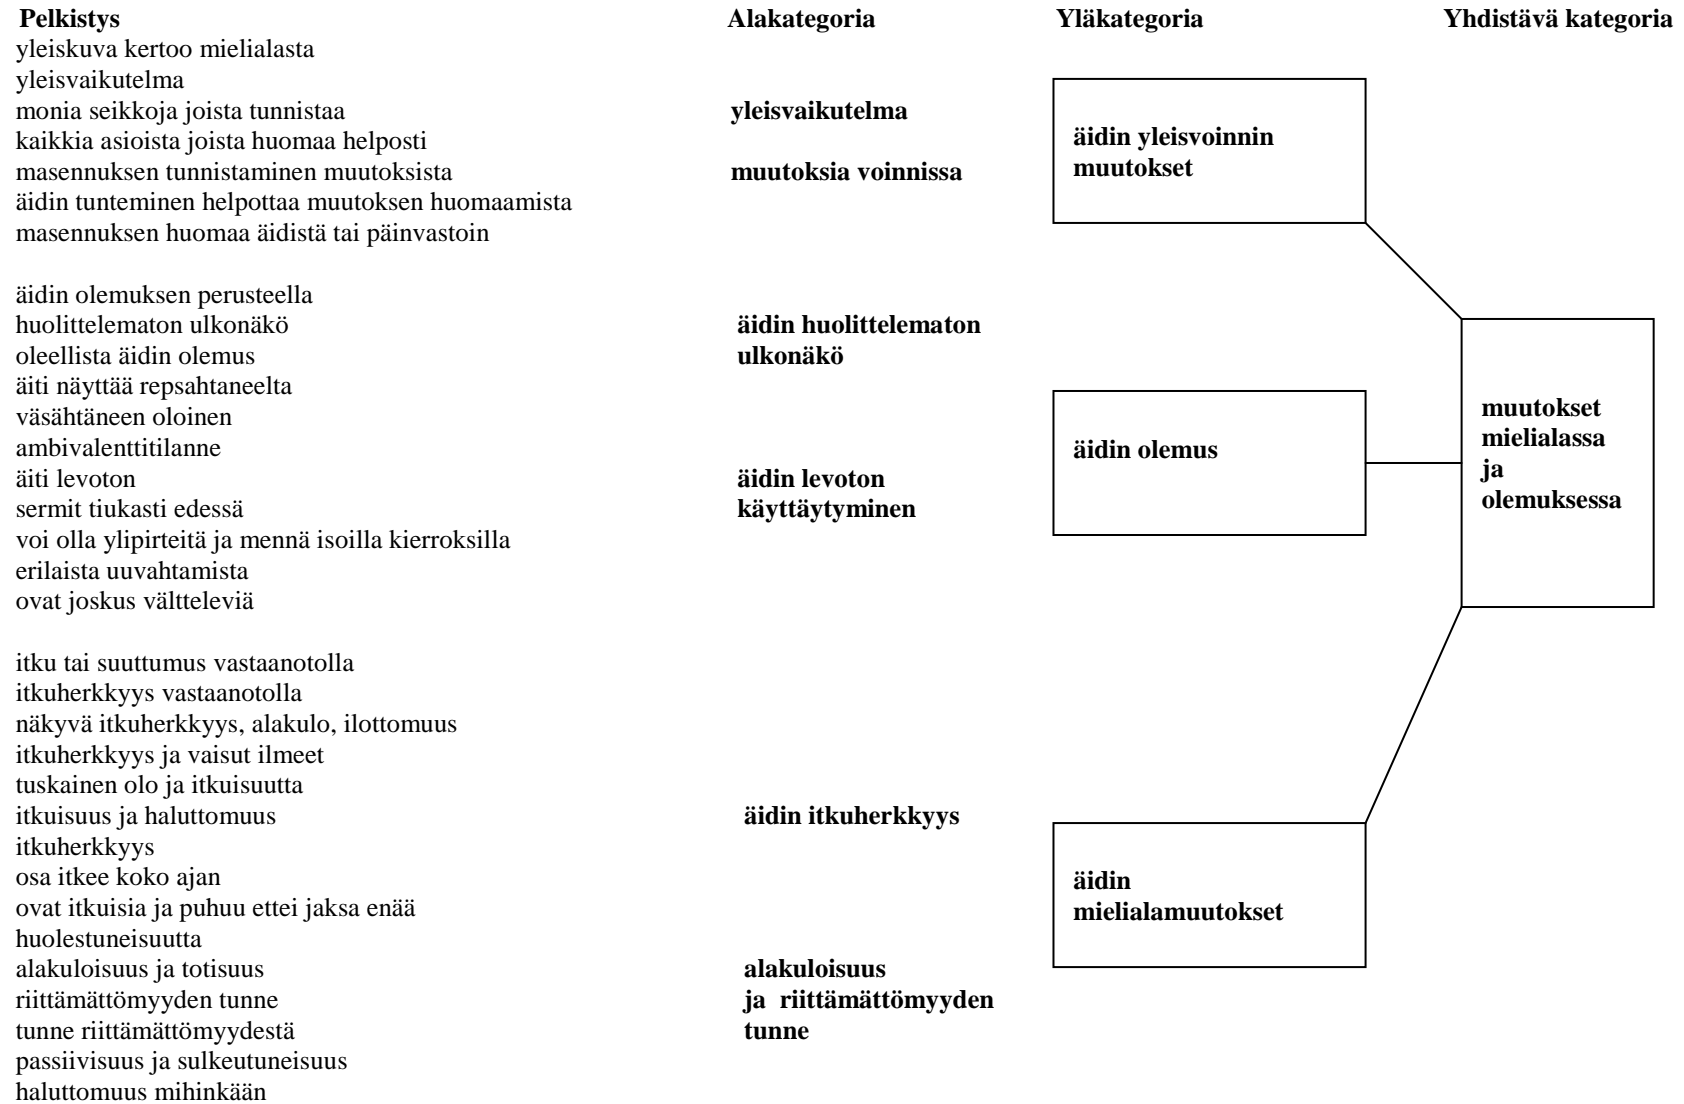 Pelkistys Alakategoria Yläkategoria Yhdistävä kategoria
yleiskuva kertoo mielialasta
yleisvaikutelma
monia seikkoja joista tunnistaa
kaikkia asioista joista huomaa helposti
masennuksen tunnistaminen muutoksista
äidin tunteminen helpottaa muutoksen huomaamista
masennuksen huomaa äidistä tai päinvastoin
äidin olemuksen perusteella
huolittelematon ulkonäkö
oleellista äidin olemus
äiti näyttää repsahtaneelta
väsähtäneen oloinen
ambivalenttitilanne
äiti levoton
sermit tiukasti edessä
voi olla ylipirteitä ja mennä isoilla kierroksilla
erilaista uuvahtamista
ovat joskus vältteleviä
itku tai suuttumus vastaanotolla
itkuherkkyys vastaanotolla
näkyvä itkuherkkyys, alakulo, ilottomuus
itkuherkkyys ja vaisut ilmeet
tuskainen olo ja itkuisuutta
itkuisuus ja haluttomuus
itkuherkkyys
osa itkee koko ajan
ovat itkuisia ja puhuu ettei jaksa enää
huolestuneisuutta
alakuloisuus ja totisuus
riittämättömyyden tunne
tunne riittämättömyydestä
passiivisuus ja sulkeutuneisuus
haluttomuus mihinkään
yleisvaikutelma
muutoksia voinnissa
äidin huolittelematon
ulkonäkö
äidin levoton
käyttäytyminen
äidin itkuherkkyys
alakuloisuus
ja riittämättömyyden
tunne
äidin yleisvoinnin
muutokset
äidin olemus
äidin
mielialamuutokset
muutokset
mielialassa
ja
olemuksessa